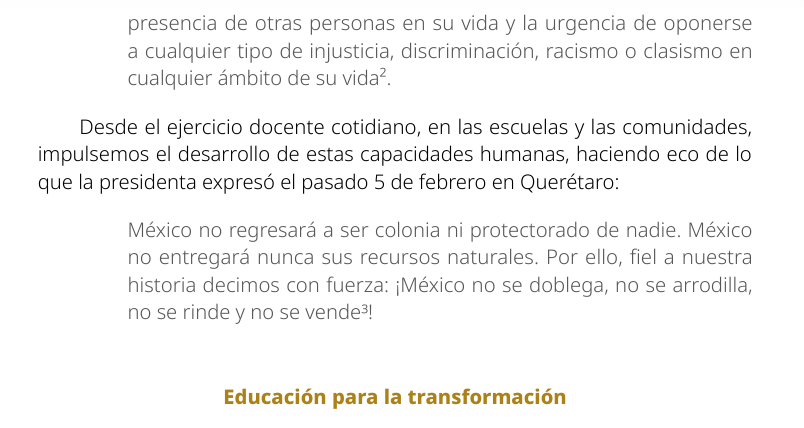 presencia de otras personas en su vida y la urgencia de oponerse
a cualquier tipo de injusticia, discriminación, racismo o clasismo en
cualquier ámbito de su vida².
Desde el ejercicio docente cotidiano, en las escuelas y las comunidades,
impulsemos el desarrollo de estas capacidades humanas, haciendo eco de lo
que la presidenta expresó el pasado 5 de febrero en Querétaro:
México no regresará a ser colonia ni protectorado de nadie. México
no entregará nunca sus recursos naturales. Por ello, fiel a nuestra
historia decimos con fuerza: ¡México no se doblega, no se arrodilla,
no se rinde y no se vende³!
Educación para la transformación